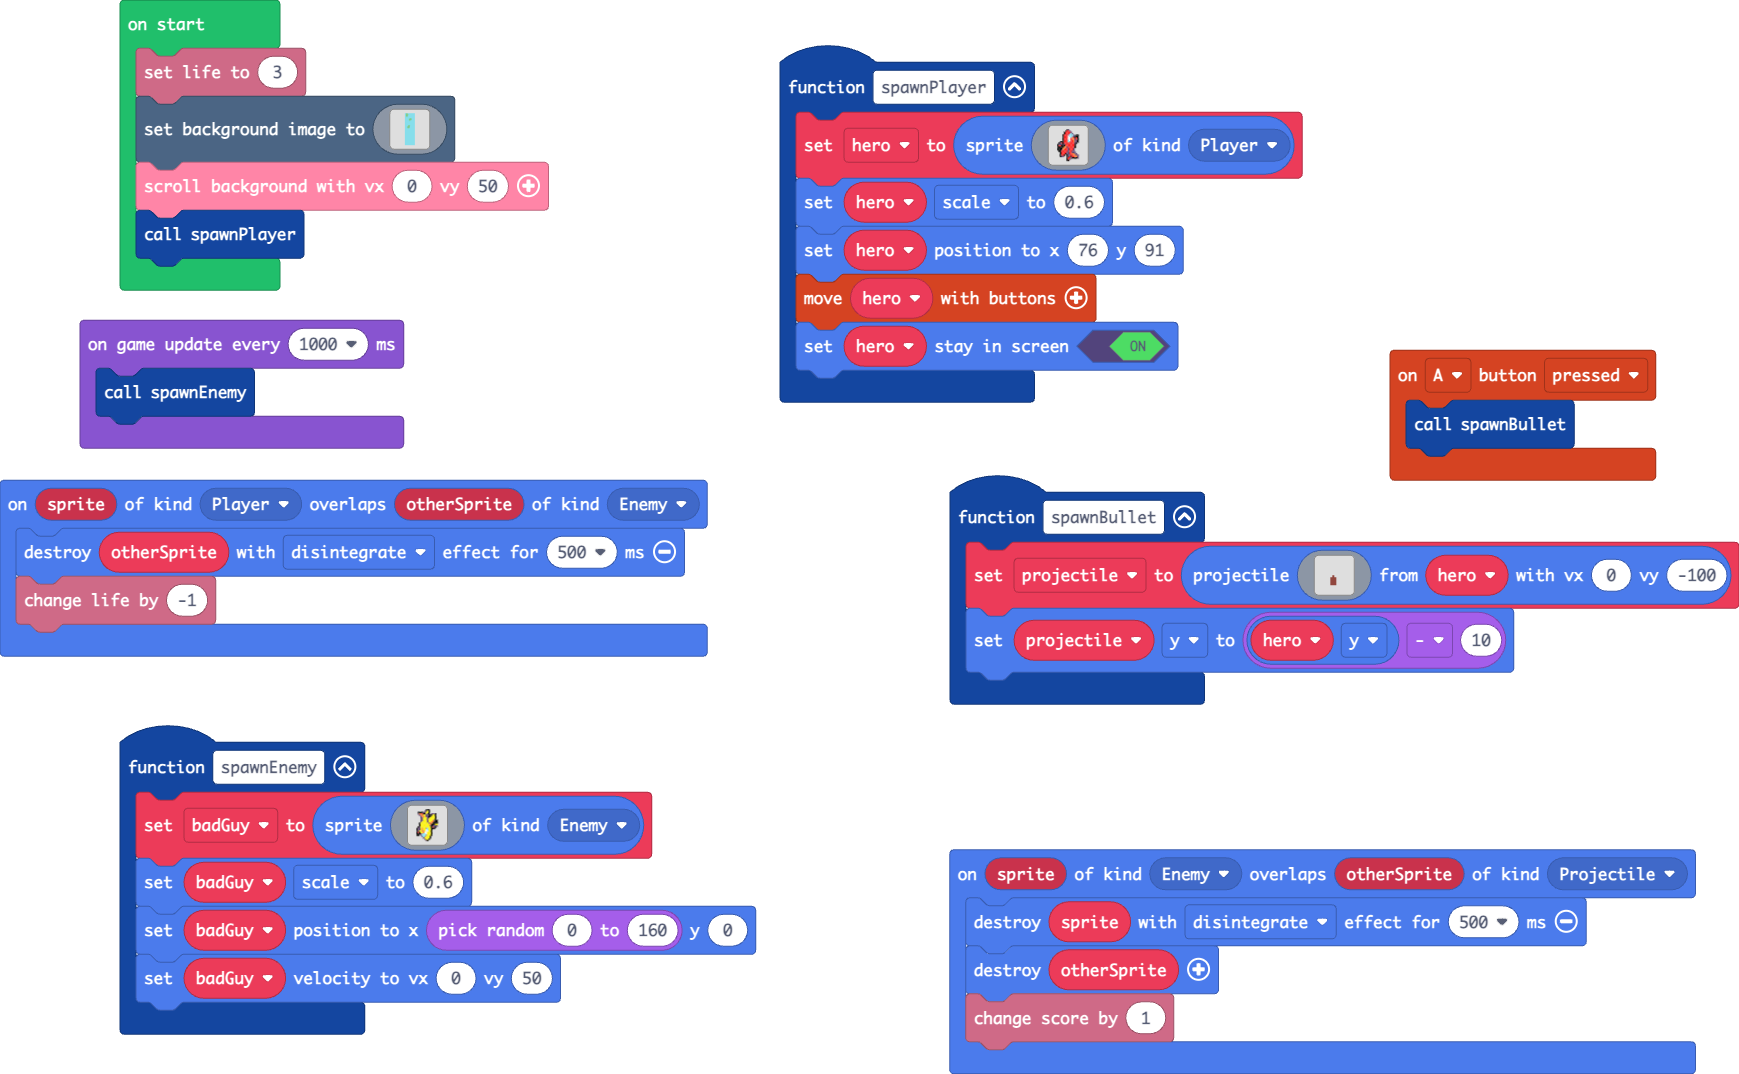 on start
set life to 3
set background image to
scroll background with vx 0 vy 50
call spawnPlayer
on game update every 1000 ms
call spawnEnemy
on sprite of kind Player overlaps otherSprite of kind Enemy
destroy otherSprite with disintegrate effect for 500 ms
change life by -1
function spawnEnemy
set badGuy to sprite of kind Enemy
set badGuy scale to 0.6
set badGuy position to x pick random 0 to 160 y 0
set badGuy velocity to vx 0 vy 50
function spawnPlayer
set hero to sprite of kind Player
set hero scale to 0.6
set hero position to x 76 y 91
move hero with buttons
set hero stay in screen ON
on A button pressed
call spawnBullet
function spawnBullet
set projectile to projectile from hero with vx 0 vy -100
set projectile y to hero y - 10
on sprite of kind Enemy overlaps otherSprite of kind Projectile
destroy sprite with disintegrate effect for 500 ms
destroy otherSprite
change score by 1